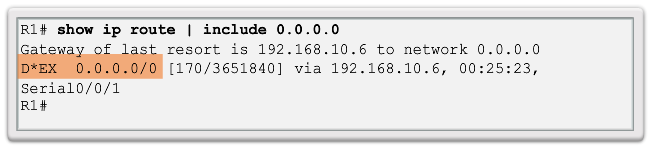 R1# show ip route | include 0.0.0.0
Gateway of last resort is 192.168.10.6 to network 0.0.0.0
D*EX  0.0.0.0/0 [170/3651840] via 192.168.10.6, 00:25:23,
Serial0/0/1
R1#